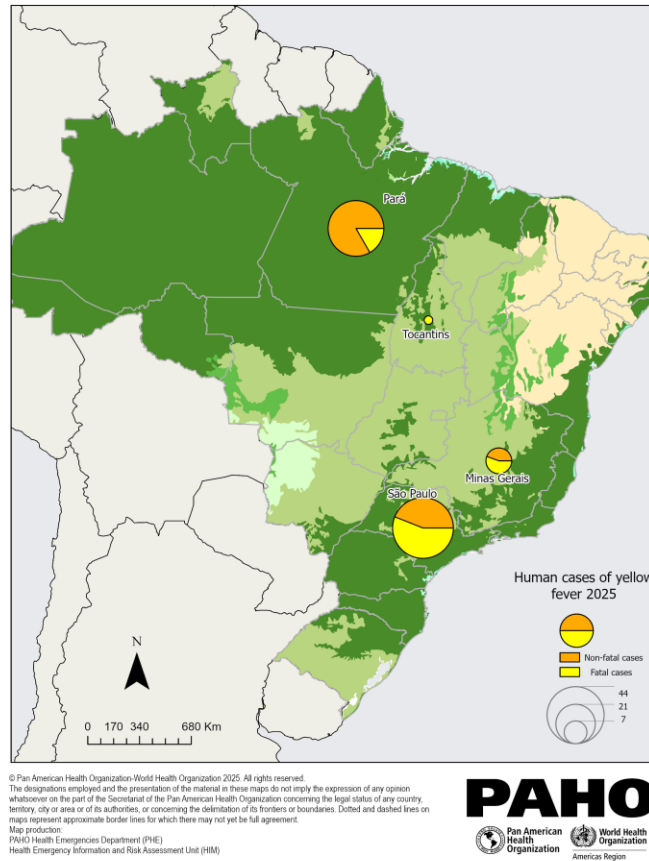 Pará
Tocantins
Minas Gerais
São Paulo
Human cases of yellow
fever 2025
Non-fatal cases
Fatal cases
44
21
7
N
0 170 340 680 Km
© Pan American Health Organization-World Health Organization 2025. All rights reserved.
The designations employed and the presentation of the material in these maps do not imply the expression of any opinion
whatsoever on the part of the Secretariat of the Pan American Health Organization concerning the legal status of any country,
territory, city or area or of its authorities, or concerning the delimitation of its frontiers or boundaries. Dotted and dashed lines on
maps represent approximate border lines for which there may not yet be full agreement.
Map production:
PAHO Health Emergencies Department (PHE)
Health Emergency Information and Risk Assessment Unit (HIM)
PAHO
Pan American
Health
Organization
World Health
Organization
Americas Region